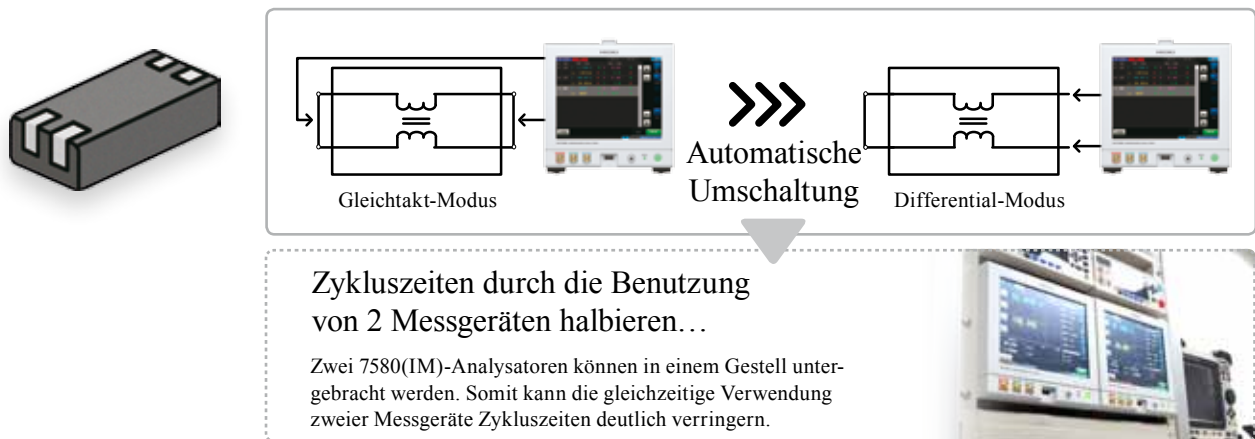 Gleichtakt-Modus
Automatische
Umschaltung
Differential-Modus
Zykluszeiten durch die Benutzung
von 2 Messgeräten halbieren…
Zwei 7580(IM)-Analysatoren können in einem Gestell unter-
gebracht werden. Somit kann die gleichzeitige Verwendung
zweier Messgeräte Zykluszeiten deutlich verringern.